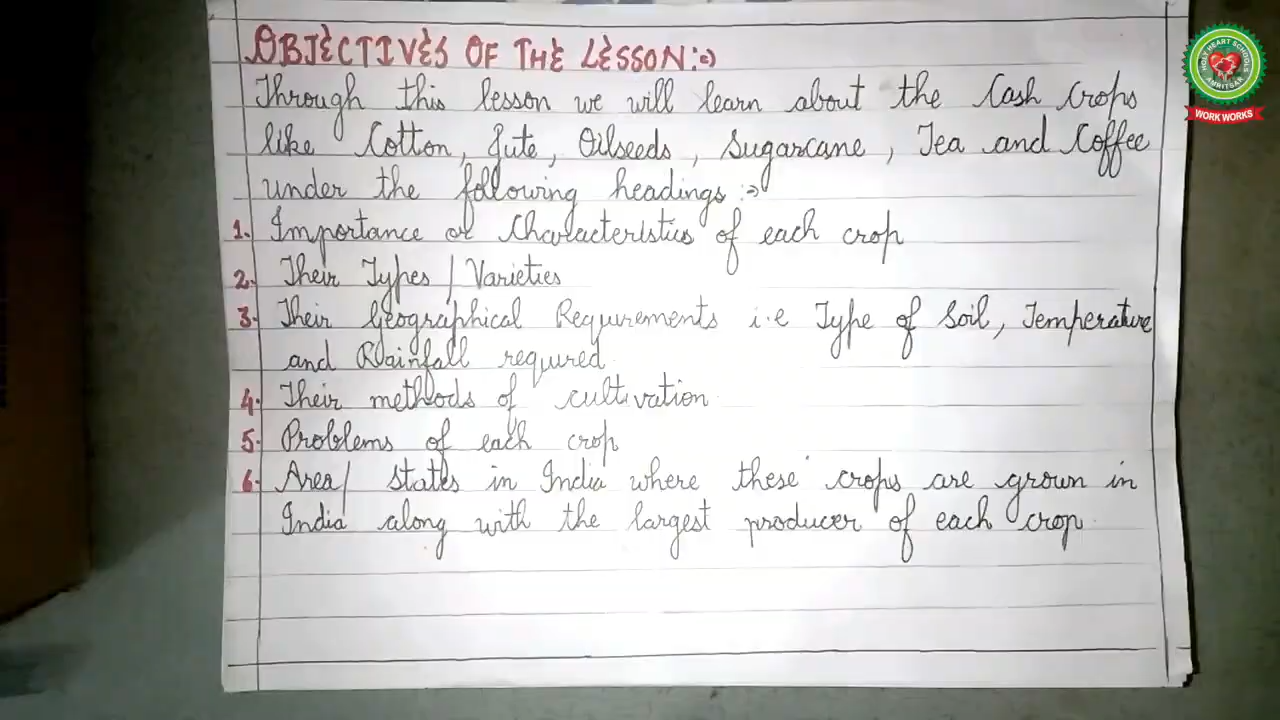 OBJECTIVES OF THE LESSON:->
Through this lesson we will learn about the Cash Crops
like Cotton, Jute, Oilseeds, Sugarcane, Tea and Coffee
under the following headings :->
1. Importance or Characteristics of each crop
2. Their Types / Varieties
3. Their Geographical Requirements i.e Type of Soil, Temperature
and Rainfall required
4. Their methods of cultivation
5. Problems of each crop
6. Area/ states in India where these crops are grown in
India along with the largest producer of each crop
HOLY HEART SCHOOLS
AMRITSAR
WORK WORKS